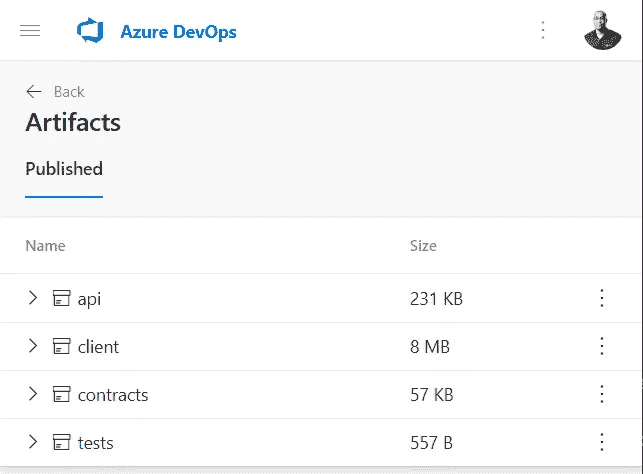 Azure DevOps
Back
Artifacts
Published
Name Size
api 231 KB
client 8 MB
contracts 57 KB
tests 557 B